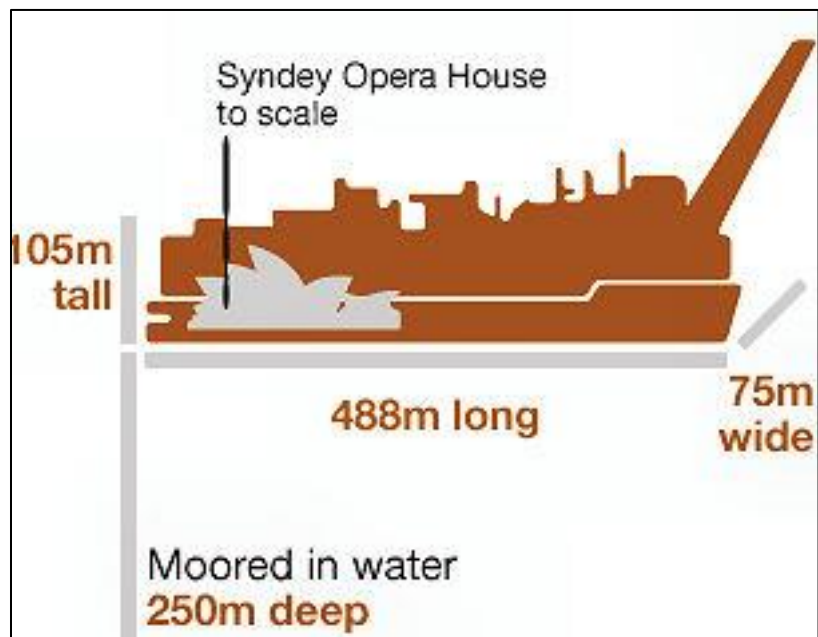 Syndey Opera House
to scale
105m
tall
488m long
75m
wide
Moored in water
250m deep